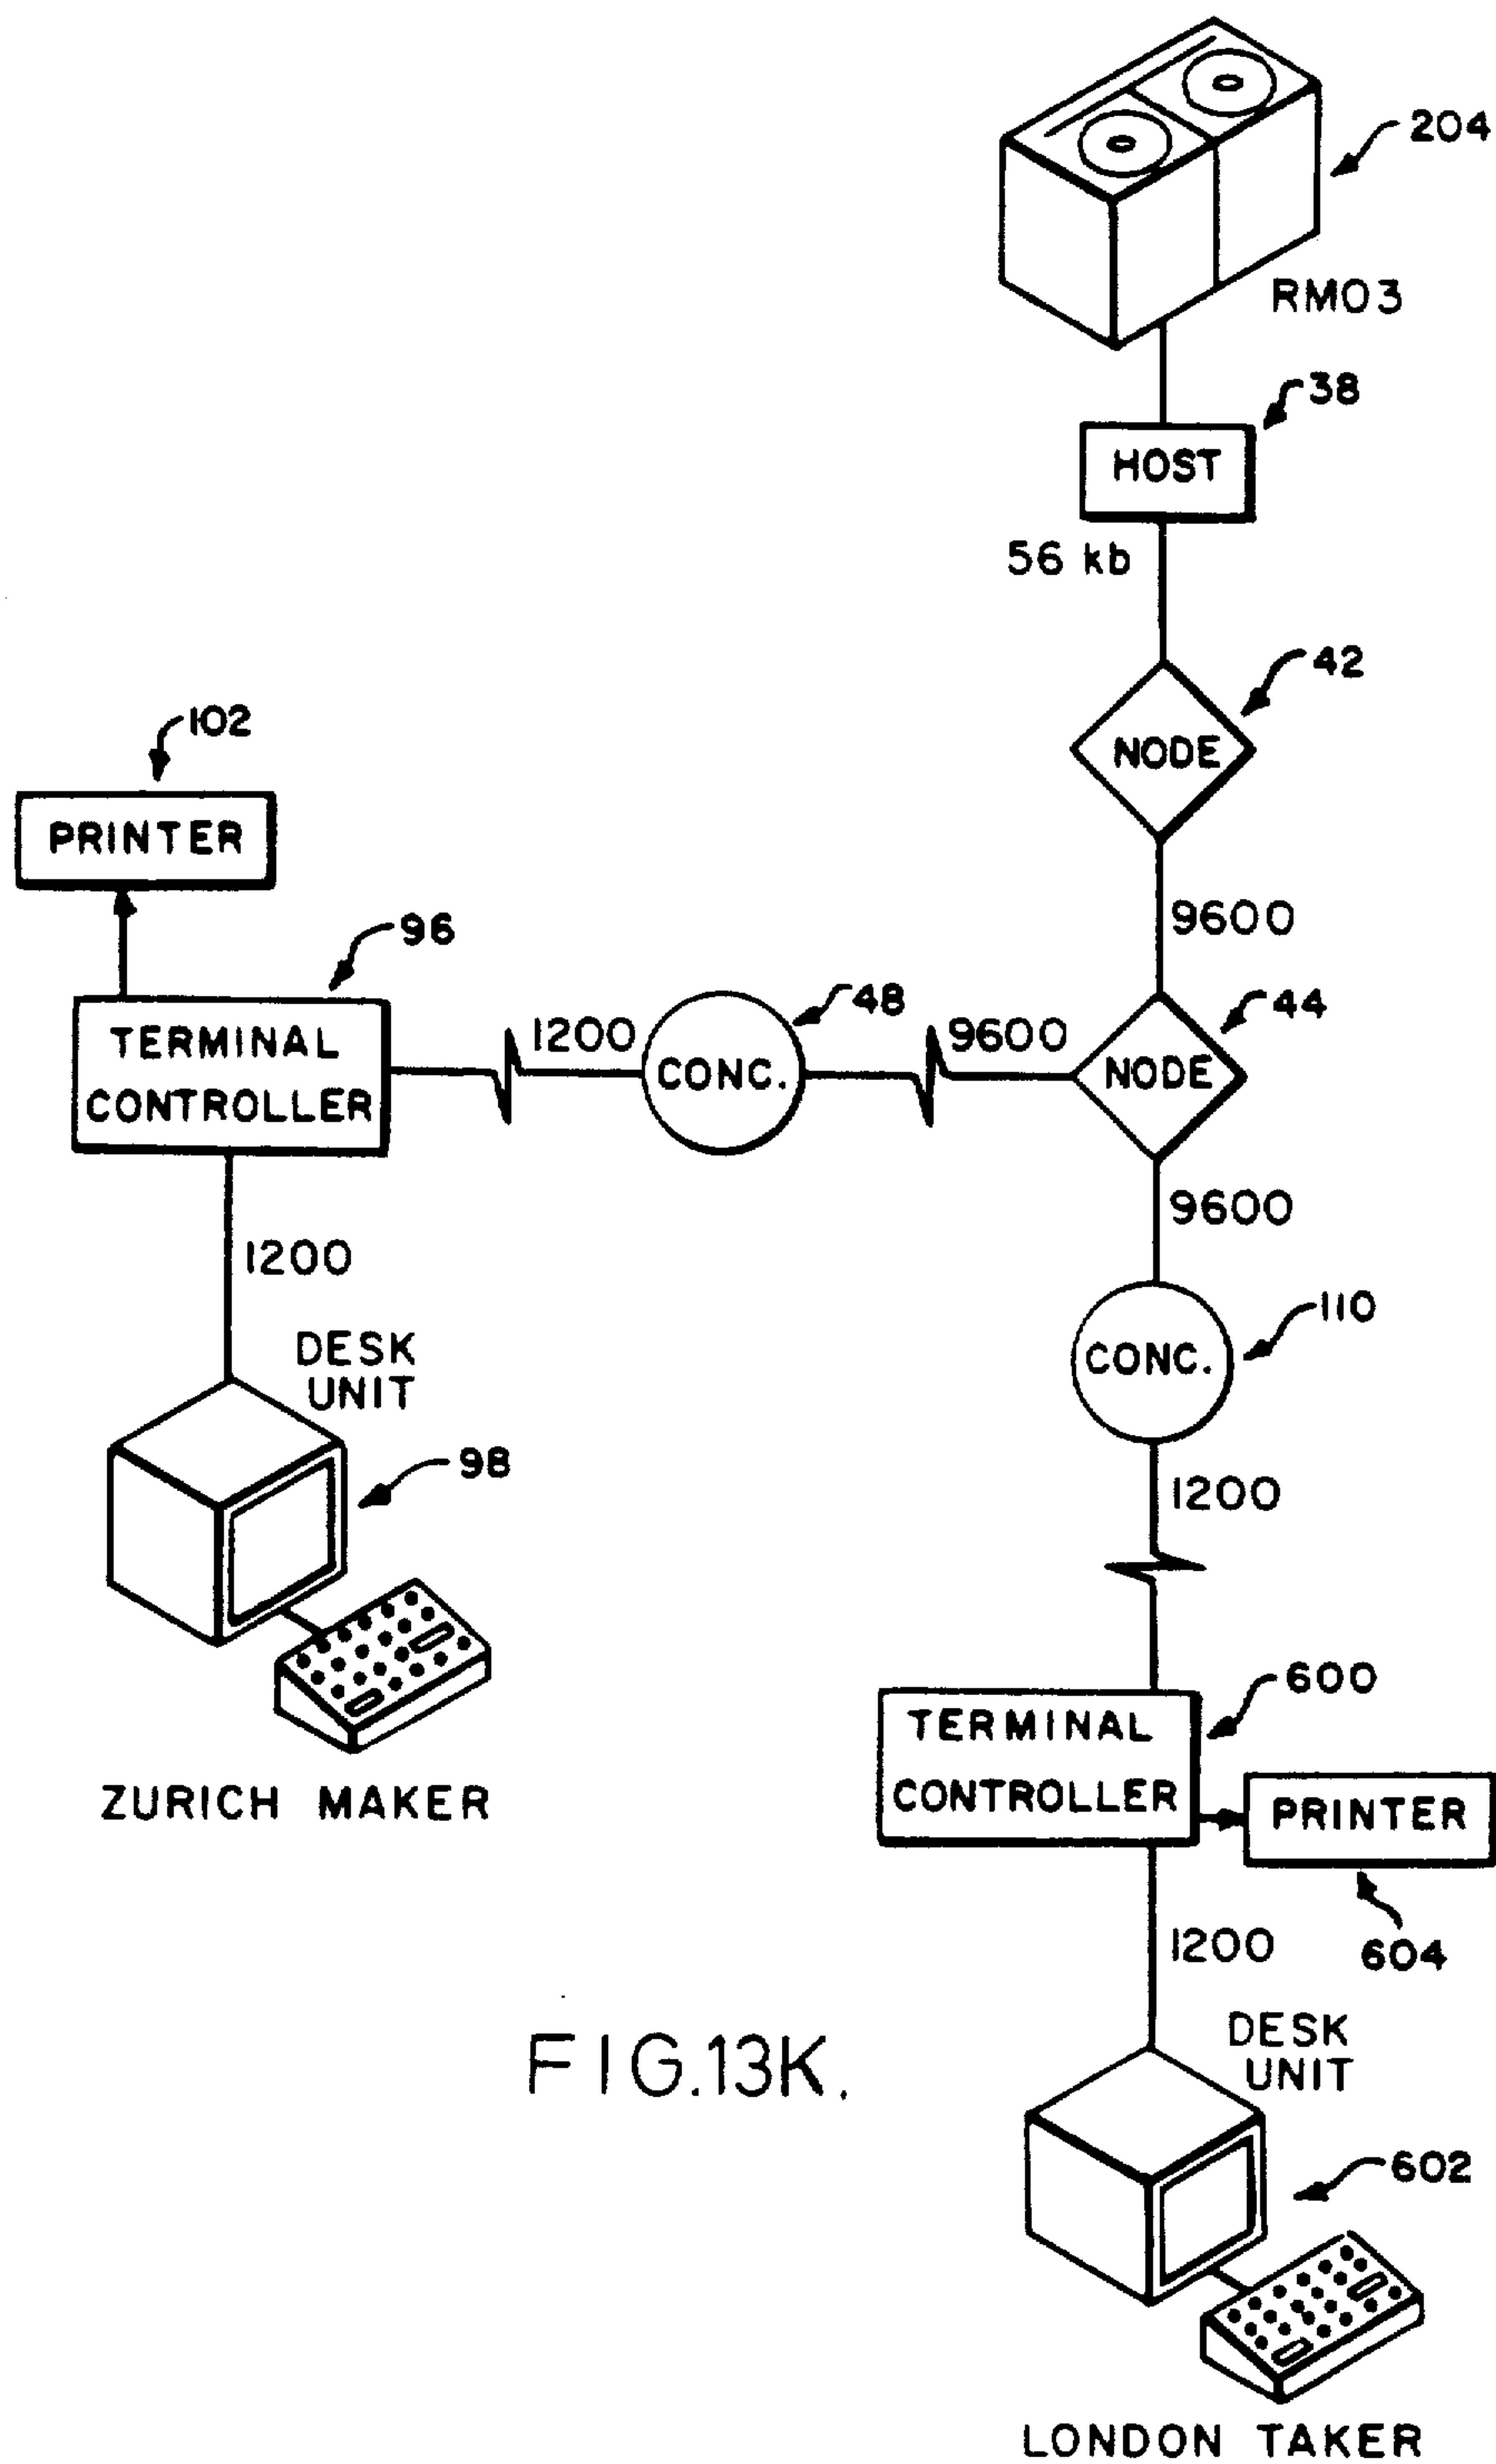 204
RM03
38
HOST
56 kb
42
NODE
102
PRINTER
9600
96
48
44
TERMINAL
CONTROLLER
1200
CONC.
9600
NODE
9600
1200
110
CONC.
DESK
UNIT
98
1200
600
TERMINAL
CONTROLLER
ZURICH MAKER
PRINTER
604
1200
DESK
UNIT
FIG.13K.
602
LONDON TAKER